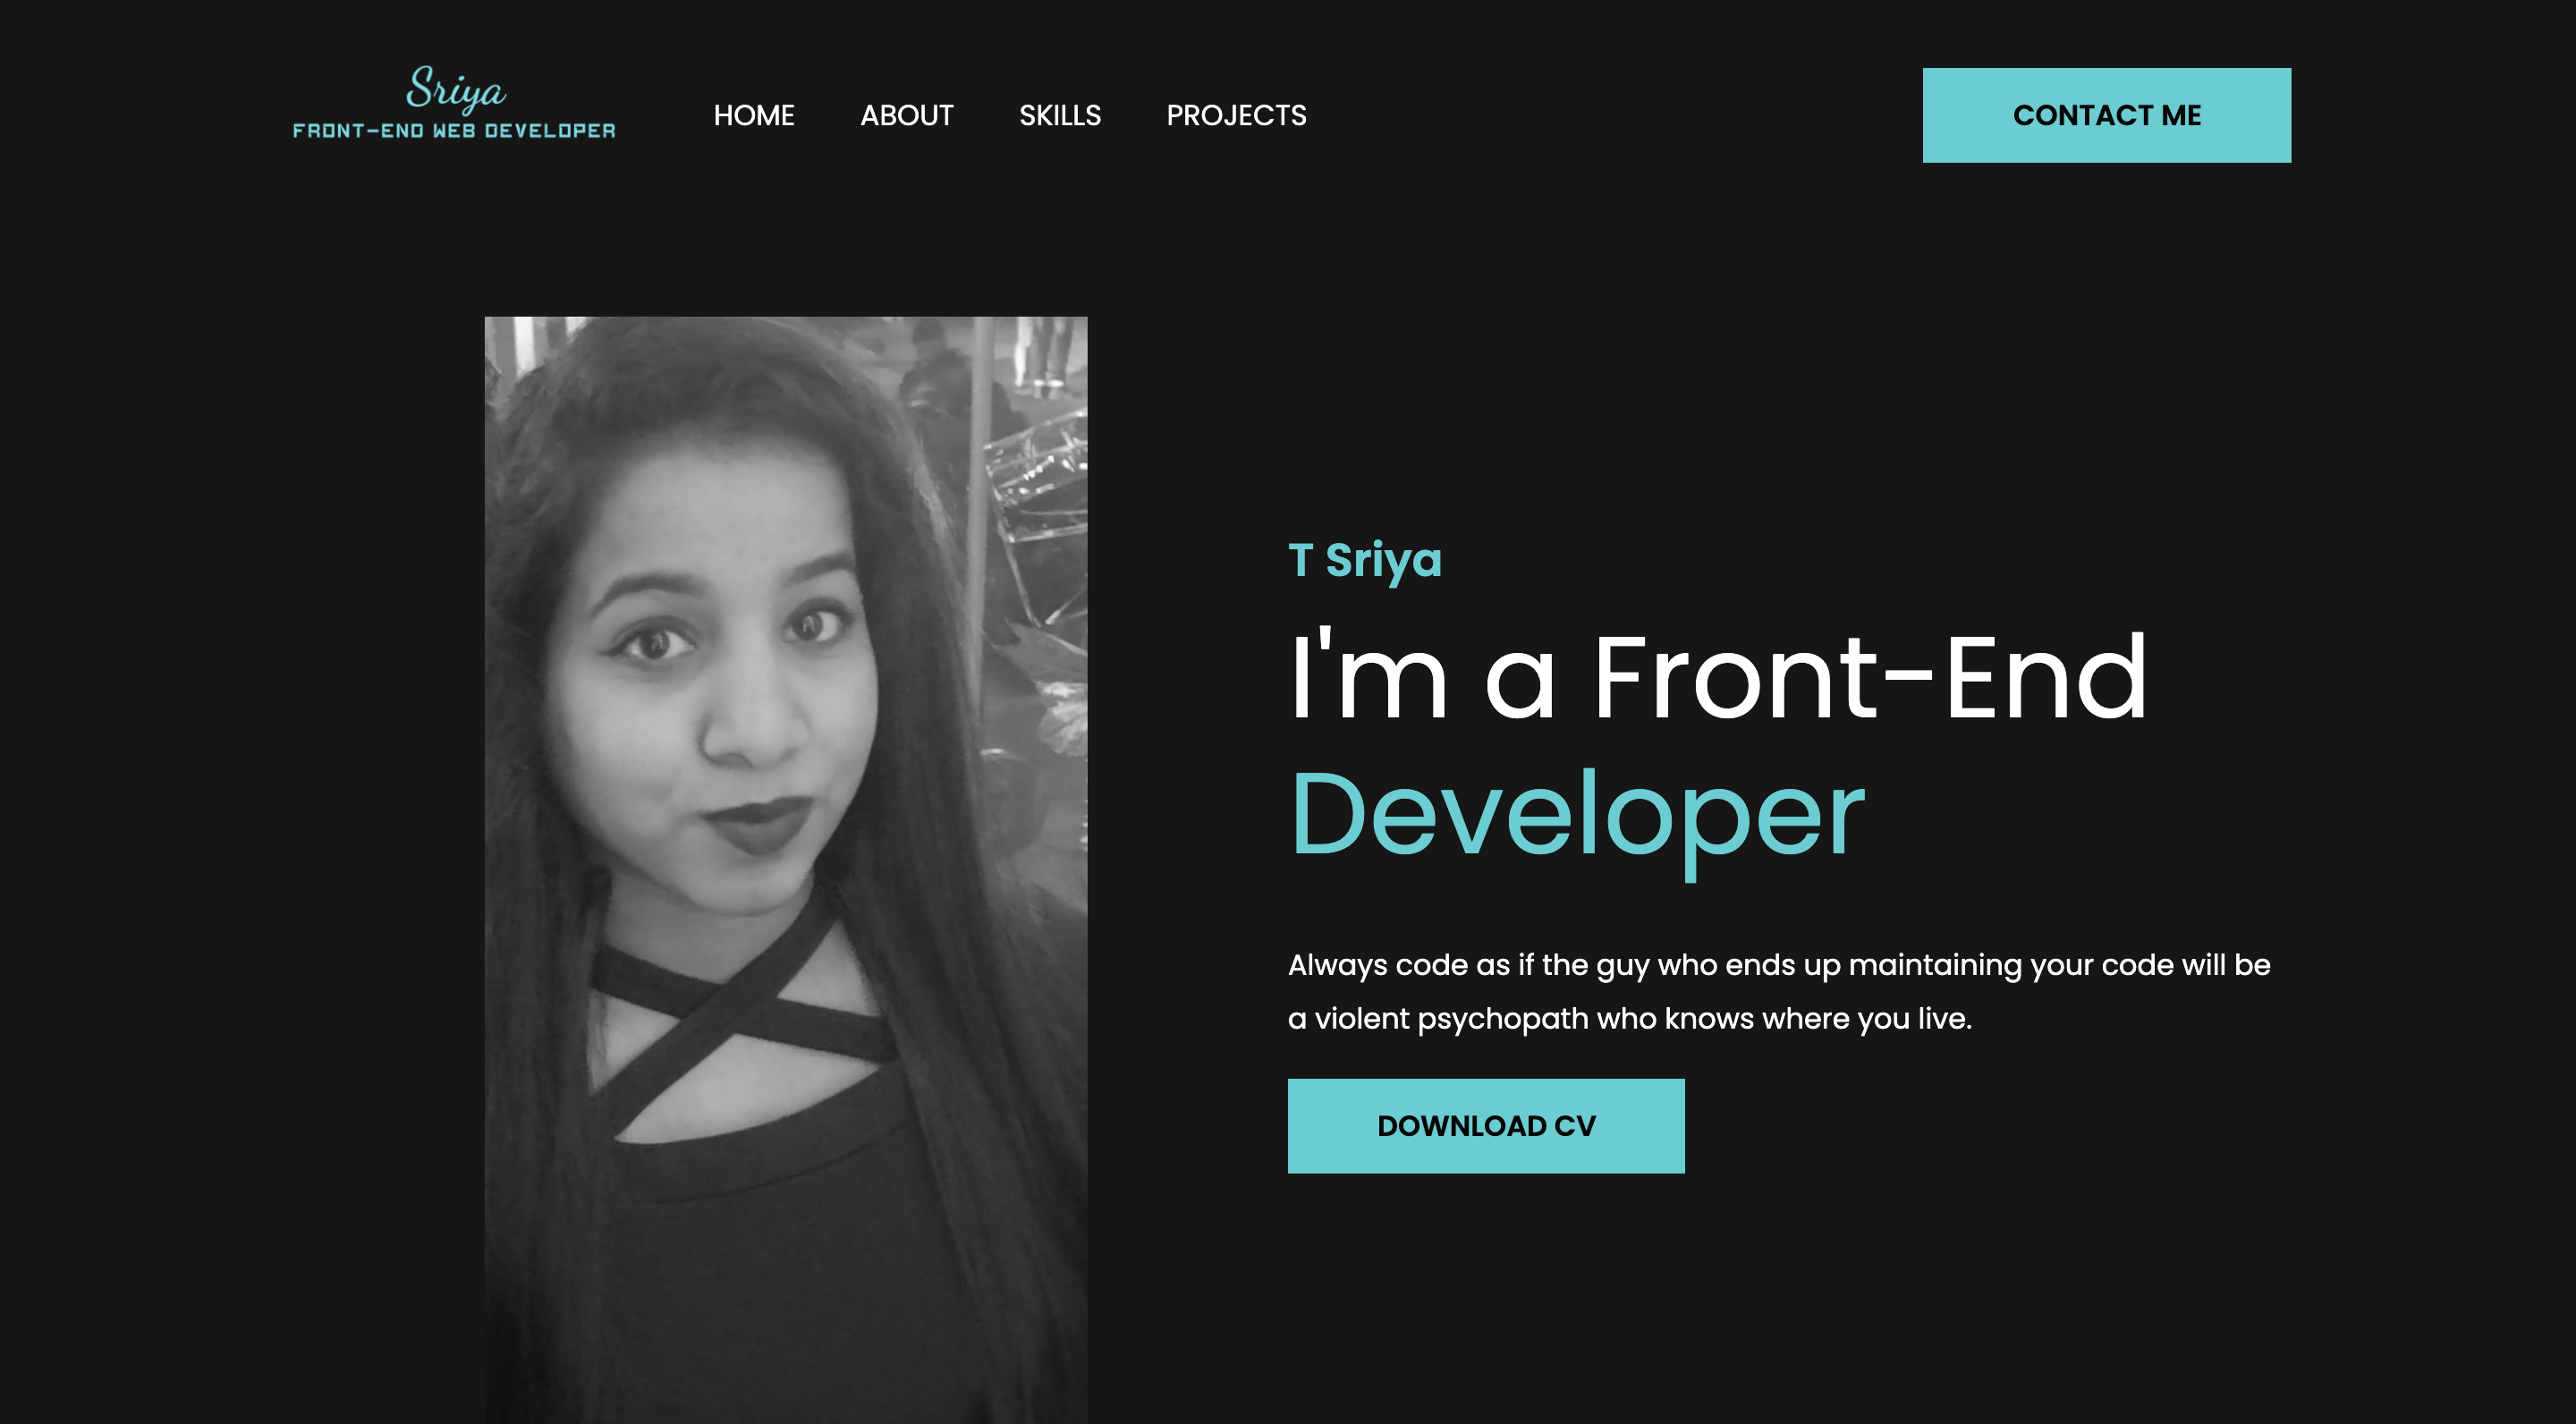 Sriya
FRONT-END WEB DEVELOPER
HOME ABOUT SKILLS PROJECTS
CONTACT ME
T Sriya
I'm a Front-End
Developer
Always code as if the guy who ends up maintaining your code will be
a violent psychopath who knows where you live.
DOWNLOAD CV